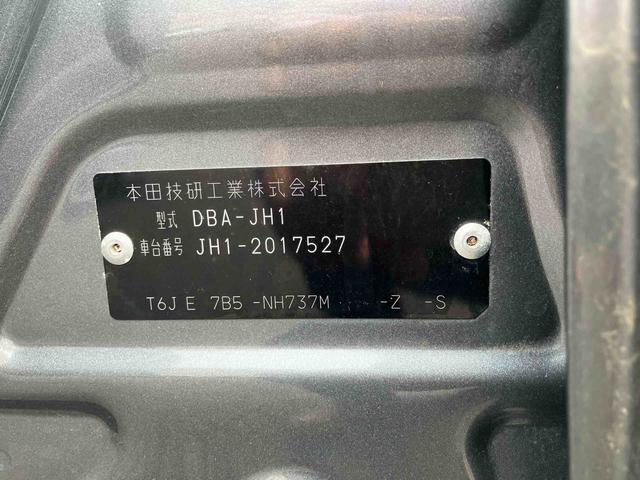 本田技研工業株式会社
型式 DBA-JH1
車台番号 JH1-2017527
T6J E 7B5 -NH737M -Z -S